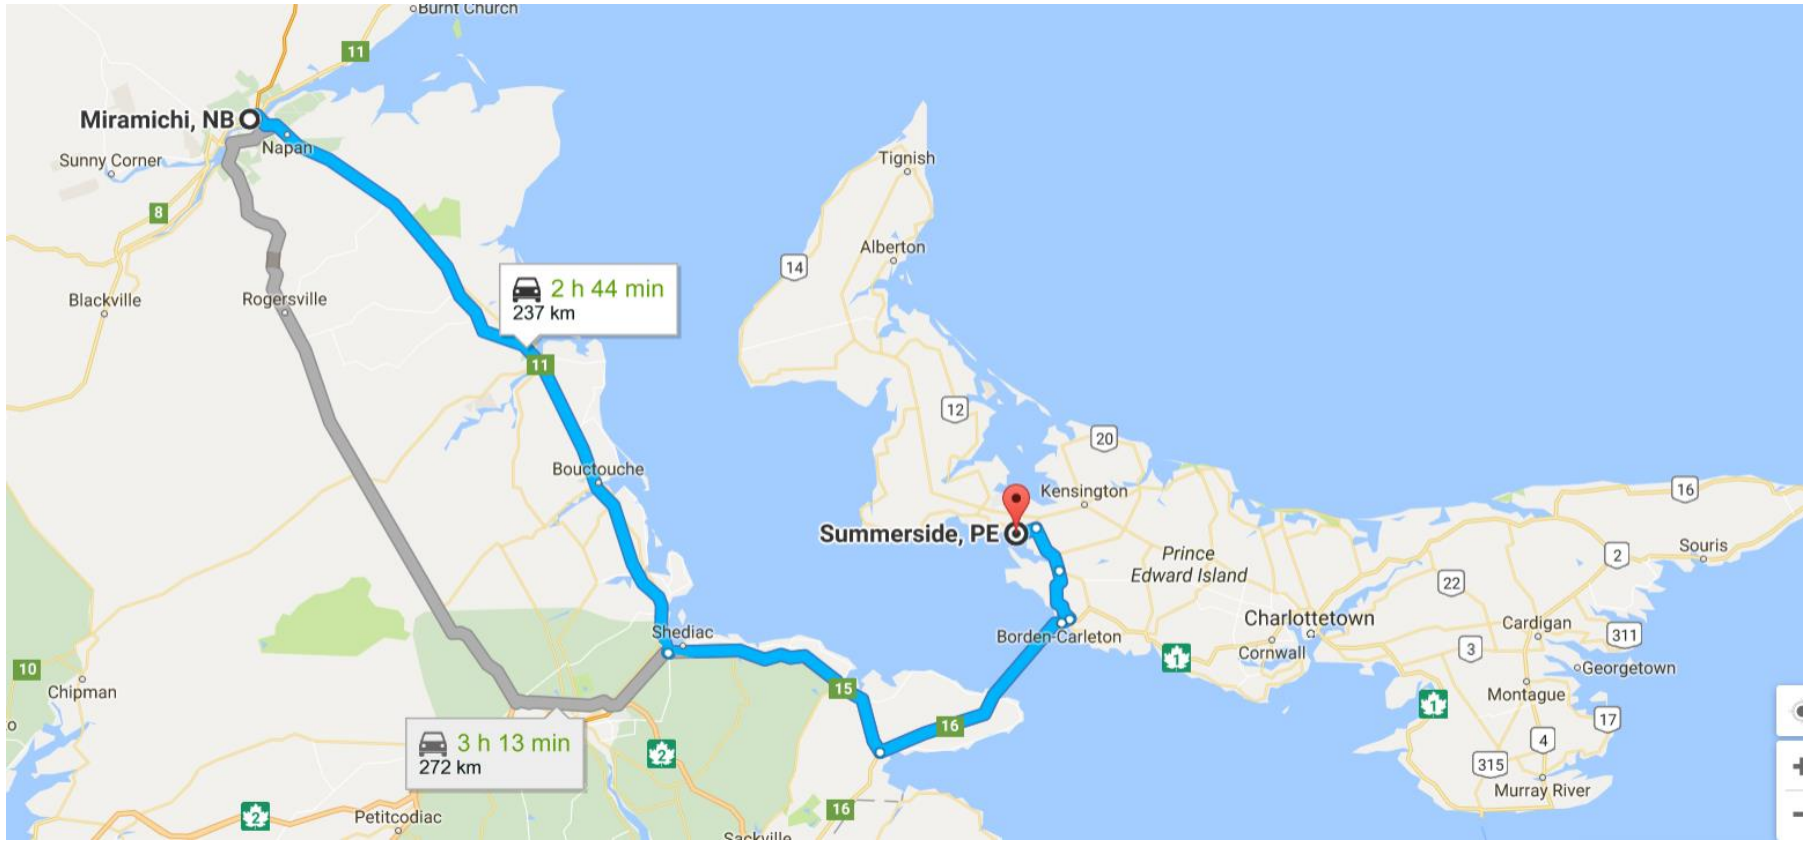 Burnt Church
11
Miramichi, NB
Napan
Sunny Corner
Tignish
8
Alberton
14
2 h 44 min
237 km
Blackville
Rogersville
11
12
20
Bouctouche
Kensington
16
Summerside, PE
Prince
Edward Island
Souris
2
22
Charlottetown
Cardigan
Shediac
Borden-Carleton
311
Cornwall
3
1
Georgetown
10
Chipman
15
Montague
1
17
16
o
3 h 13 min
272 km
2
4
315
Murray River
16
2
Petitcodiac
Sackville
+
−